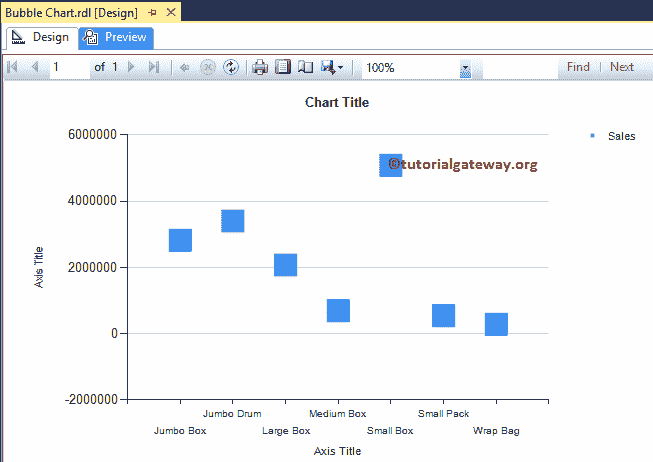 Bubble Chart.rdl [Design]
Design Preview
1 of 1 100% Find | Next
Chart Title
6000000
4000000
2000000
0
-2000000
Axis Title
©tutorialgateway.org
Sales
Jumbo Drum Medium Box Small Pack
Jumbo Box Large Box Small Box Wrap Bag
Axis Title